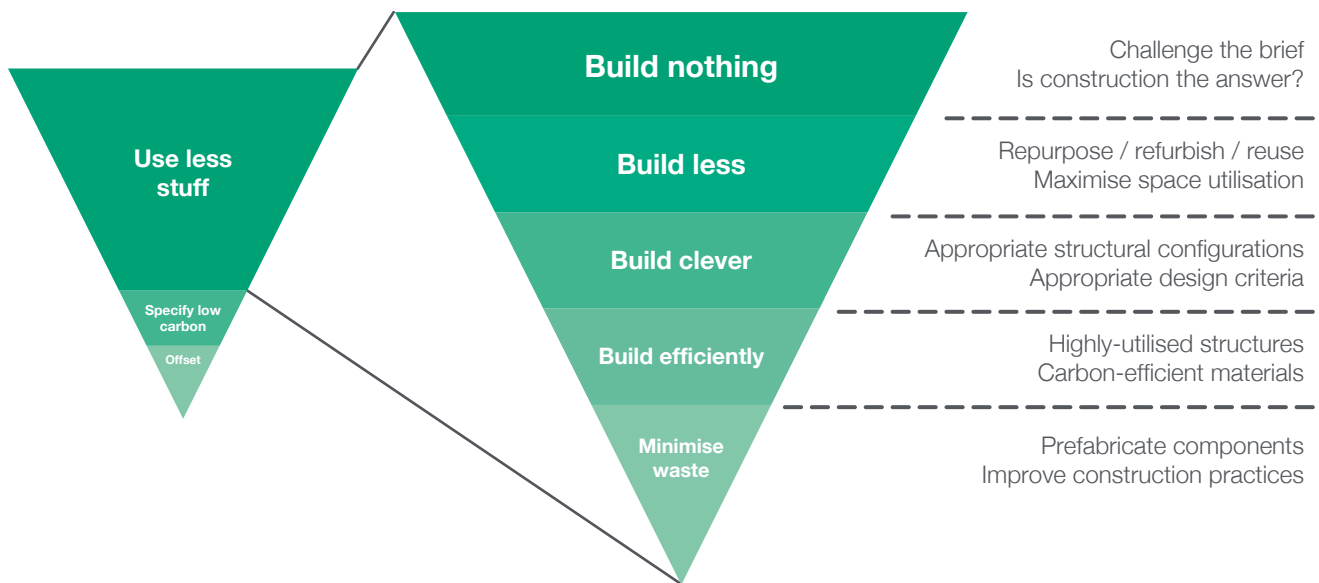 Use less
stuff
Specify low
carbon
Offset
Build nothing
Challenge the brief
Is construction the answer?
Build less
Repurpose / refurbish / reuse
Maximise space utilisation
Build clever
Appropriate structural configurations
Appropriate design criteria
Build efficiently
Highly-utilised structures
Carbon-efficient materials
Minimise
waste
Prefabricate components
Improve construction practices